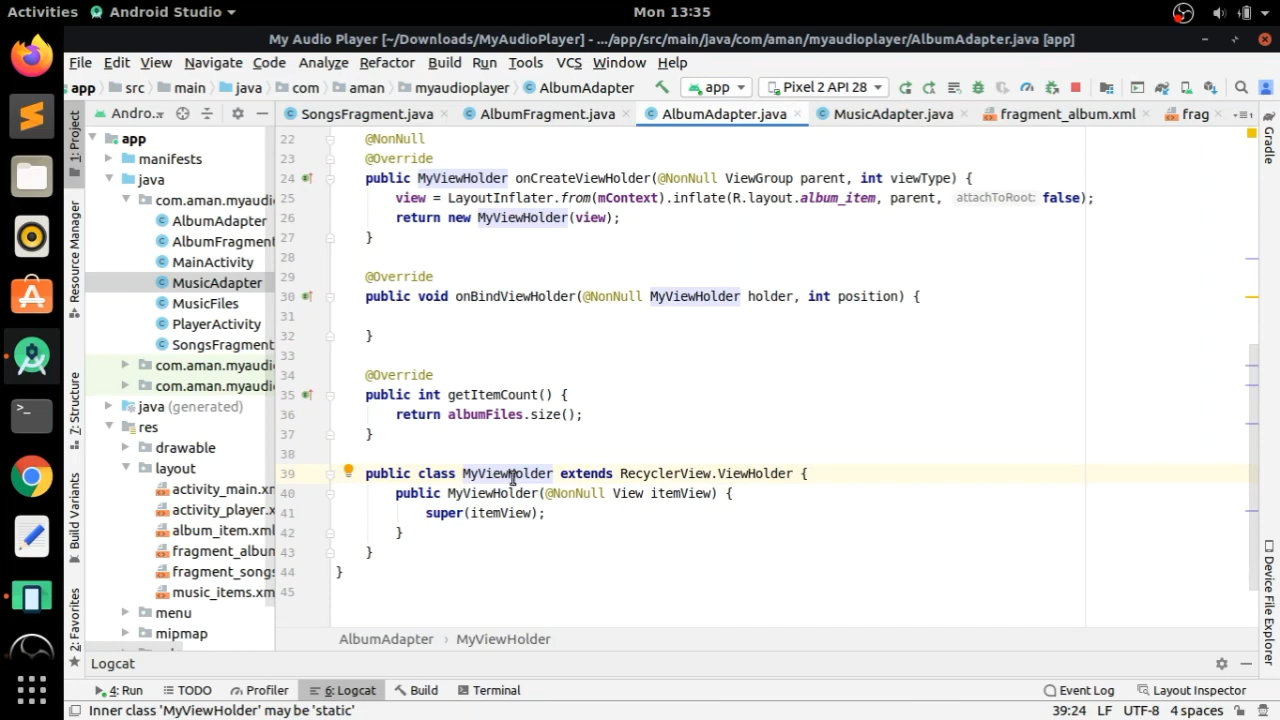 Activities Android Studio Mon 13:35
My Audio Player [~/Downloads/MyAudioPlayer] - .../app/src/main/java/com/aman/myaudioplayer/AlbumAdapter.java [app]
File Edit View Navigate Code Analyze Refactor Build Run Tools VCS Window Help
app src main java com aman myaudioplayer AlbumAdapter app Pixel 2 API 28
Andro... SongsFragment.java AlbumFragment.java AlbumAdapter.java MusicAdapter.java fragment_album.xml frag
1: Project
Resource Manager
7: Structure
Build Variants
2: Favorites
app
manifests
java
com.aman.myaudi
AlbumAdapter
AlbumFragment
MainActivity
MusicAdapter
MusicFiles
PlayerActivity
SongsFragment
com.aman.myaudi
com.aman.myaudi
java (generated)
res
drawable
layout
activity_main.xm
activity_player.x
album_item.xml
fragment_albu
fragment_songs
music_items.xm
menu
mipmap
22 @NonNull
23 @Override
24 public MyViewHolder onCreateViewHolder(@NonNull ViewGroup parent, int viewType) {
25 view = LayoutInflater.from(mContext).inflate(R.layout.album_item, parent, attachToRoot: false);
26 return new MyViewHolder(view);
27 }
28
29 @Override
30 public void onBindViewHolder(@NonNull MyViewHolder holder, int position) {
31
32 }
33
34 @Override
35 public int getItemCount() {
36 return albumFiles.size();
37 }
38
39 public class MyViewHolder extends RecyclerView.ViewHolder {
40 public MyViewHolder(@NonNull View itemView) {
41 super(itemView);
42 }
43 }
44 }
45
Gradle
Device File Explorer
AlbumAdapter › MyViewHolder
Logcat
4: Run TODO Profiler 6: Logcat Build Terminal Event Log Layout Inspector
Inner class 'MyViewHolder' may be 'static' 39:24 LF UTF-8 4 spaces